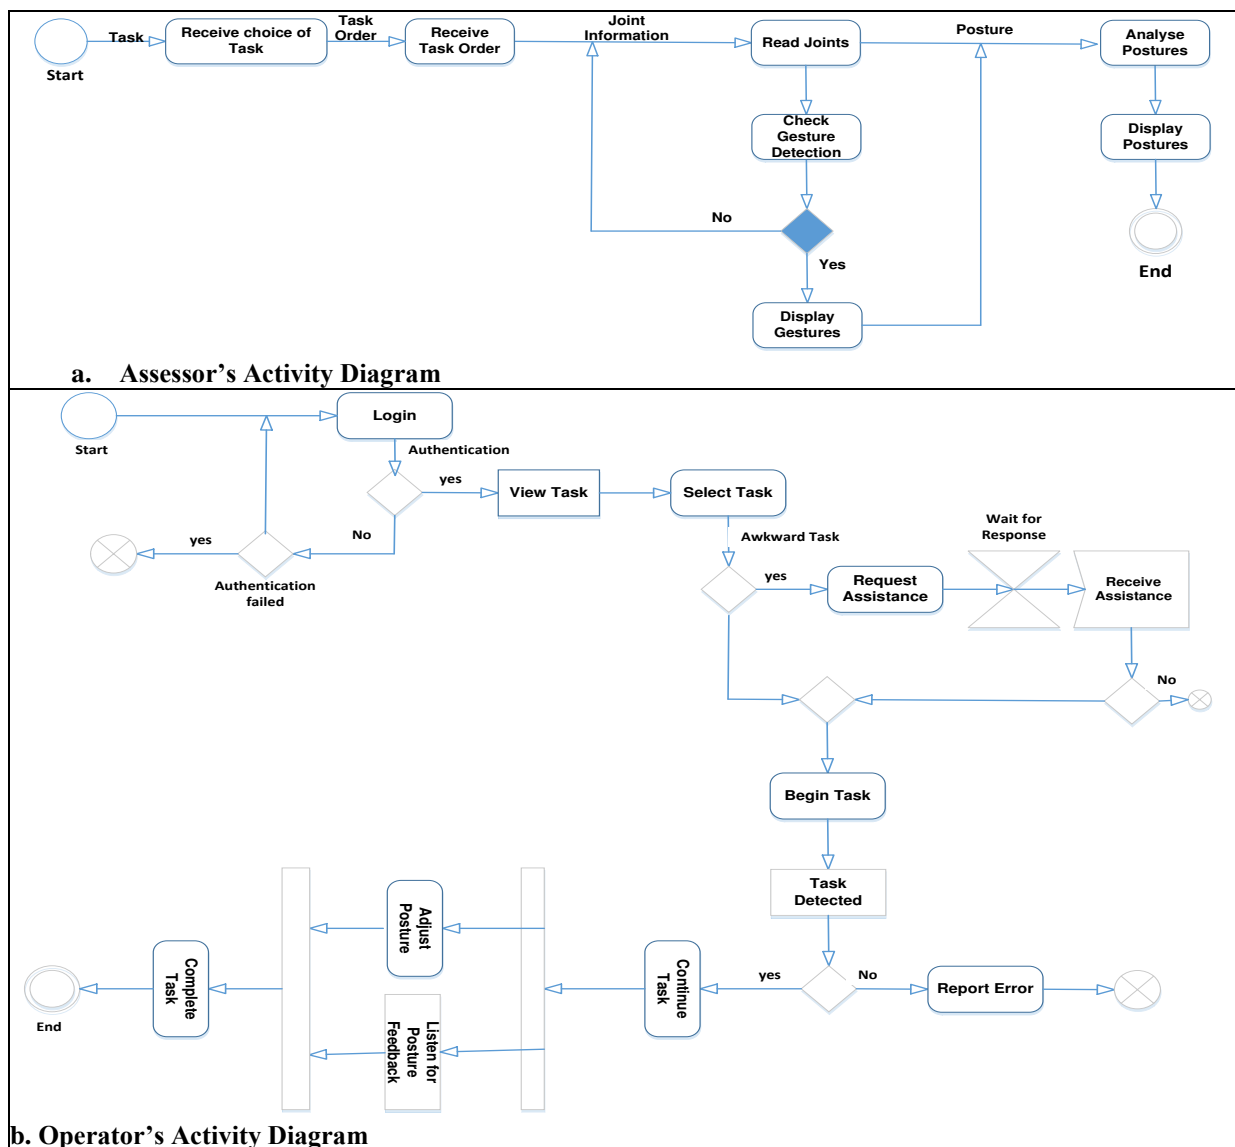 Start
Task
Receive choice of
Task
Task
Order
Receive
Task Order
Joint
Information
Read Joints
Posture
Analyse
Postures
Check
Gesture
Detection
Display
Postures
No
Yes
End
Display
Gestures
a. Assessor's Activity Diagram
Start
Login
Authentication
yes
View Task
Select Task
No
yes
Authentication
failed
Awkward Task
yes
Request
Assistance
Wait for
Response
Receive
Assistance
No
Begin Task
Task
Detected
yes
No
Report Error
Continue
Task
Adjust
Posture
Listen for
Posture
Feedback
Complete
Task
End
b. Operator's Activity Diagram